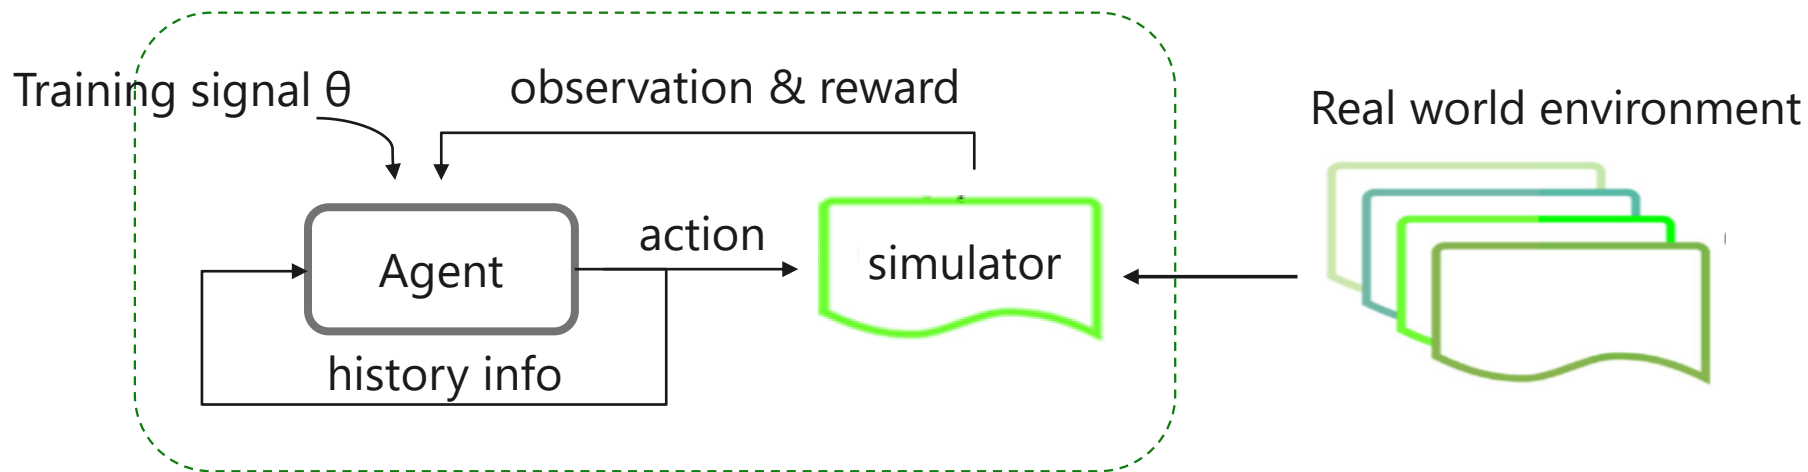 Training signal θ
observation & reward
Real world environment
action
Agent
simulator
history info